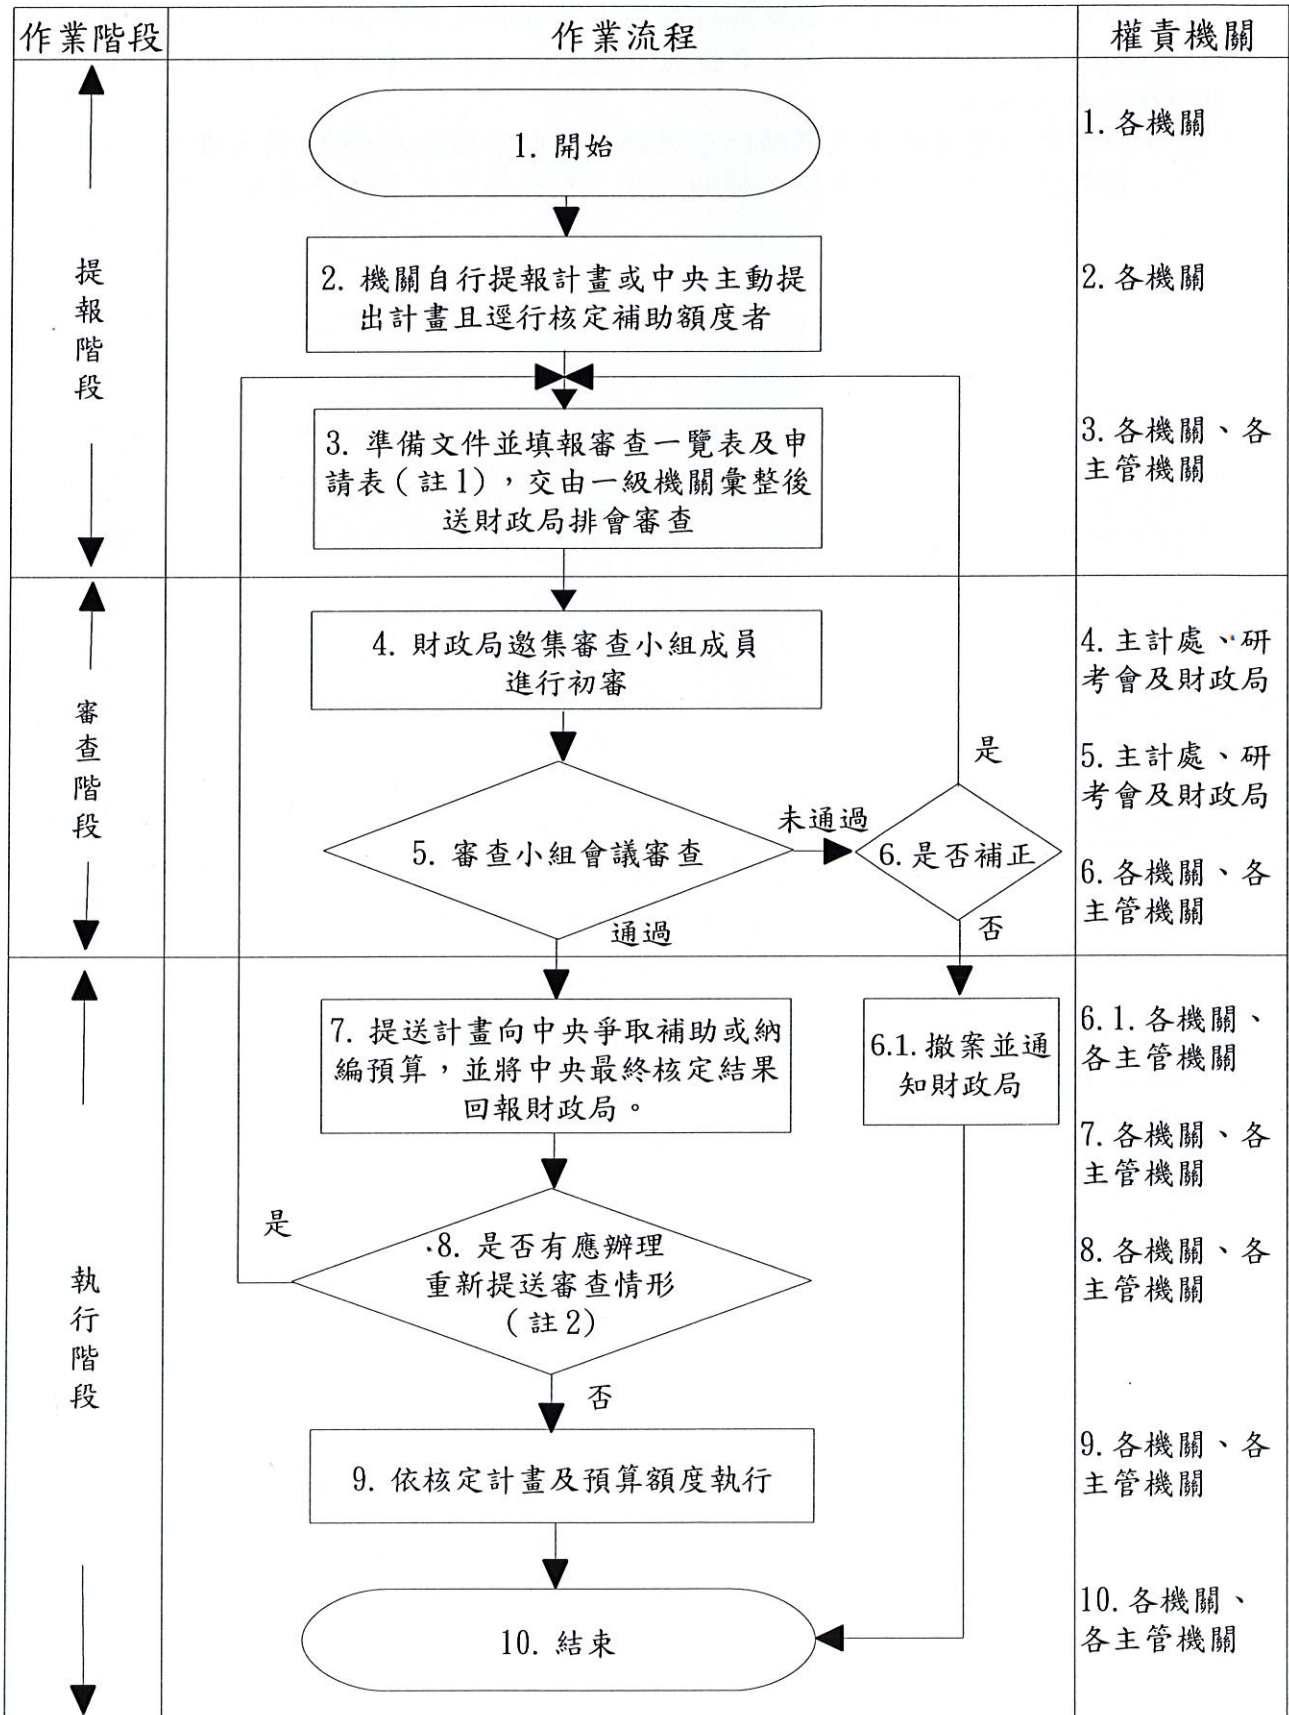 作業階段
作業流程
權責機關
提報階段
1. 開始
1. 各機關
2. 機關自行提報計畫或中央主動提
出計畫且逕行核定補助額度者
2. 各機關
3. 準備文件並填報審查一覽表及申
請表(註1),交由一級機關彙整後
送財政局排會審查
3. 各機關、各
主管機關
審查階段
4. 財政局邀集審查小組成員
進行初審
4. 主計處、研
考會及財政局
5. 審查小組會議審查
未通過
通過
5. 主計處、研
考會及財政局
6. 是否補正
是
否
6. 各機關、各
主管機關
執行階段
6.1. 撤案並通
知財政局
6.1. 各機關、
各主管機關
7. 提送計畫向中央爭取補助或納
編預算,並將中央最終核定結果
回報財政局。
7. 各機關、各
主管機關
8. 是否有應辦理
重新提送審查情形
(註2)
是
否
8. 各機關、各
主管機關
9. 依核定計畫及預算額度執行
9. 各機關、各
主管機關
10. 結束
10. 各機關、
各主管機關